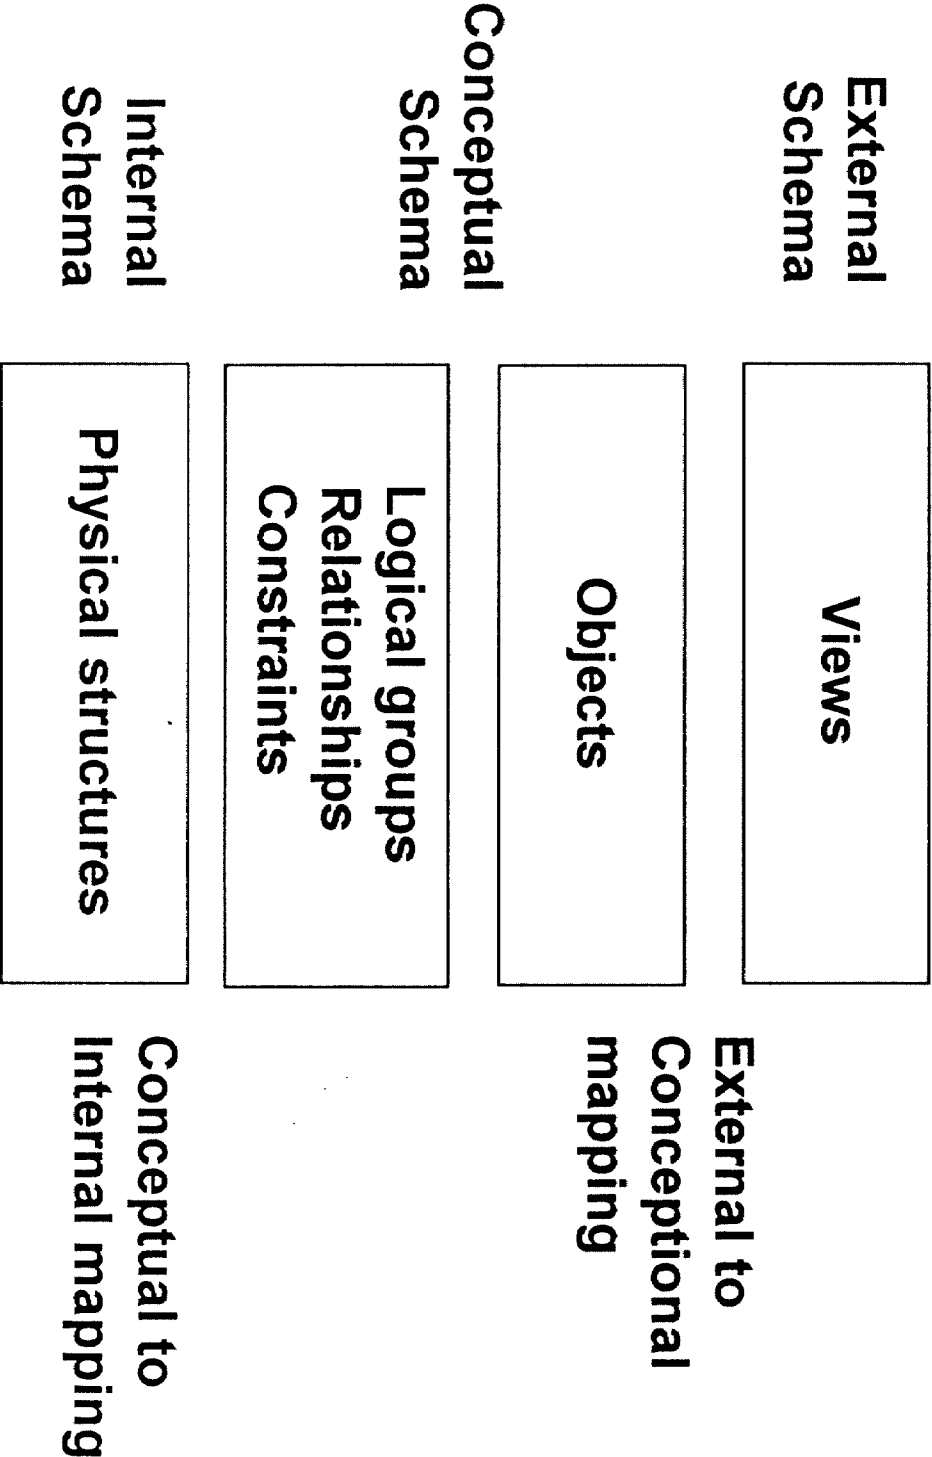 External
Schema
Views
External to
Conceptional
mapping
Objects
Conceptual
Schema
Logical groups
Relationships
Constraints
Internal
Schema
Physical structures
Conceptual to
Internal mapping